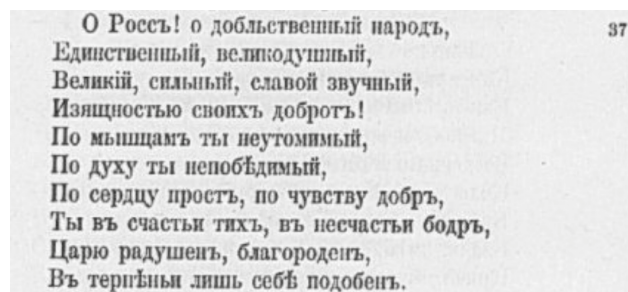 О Россъ! о добльственный народъ, 37
Единственный, великодушный,
Великій, сильный, славой звучный,
Изящностью своихъ добротъ!
По мышцамъ ты неутомимый,
По духу ты непобѣдимый,
По сердцу простъ, по чувству добръ,
Ты въ счастьи тихъ, въ несчастьи бодръ,
Царю радушенъ, благороденъ,
Въ терпѣньи лишь себѣ подобенъ.